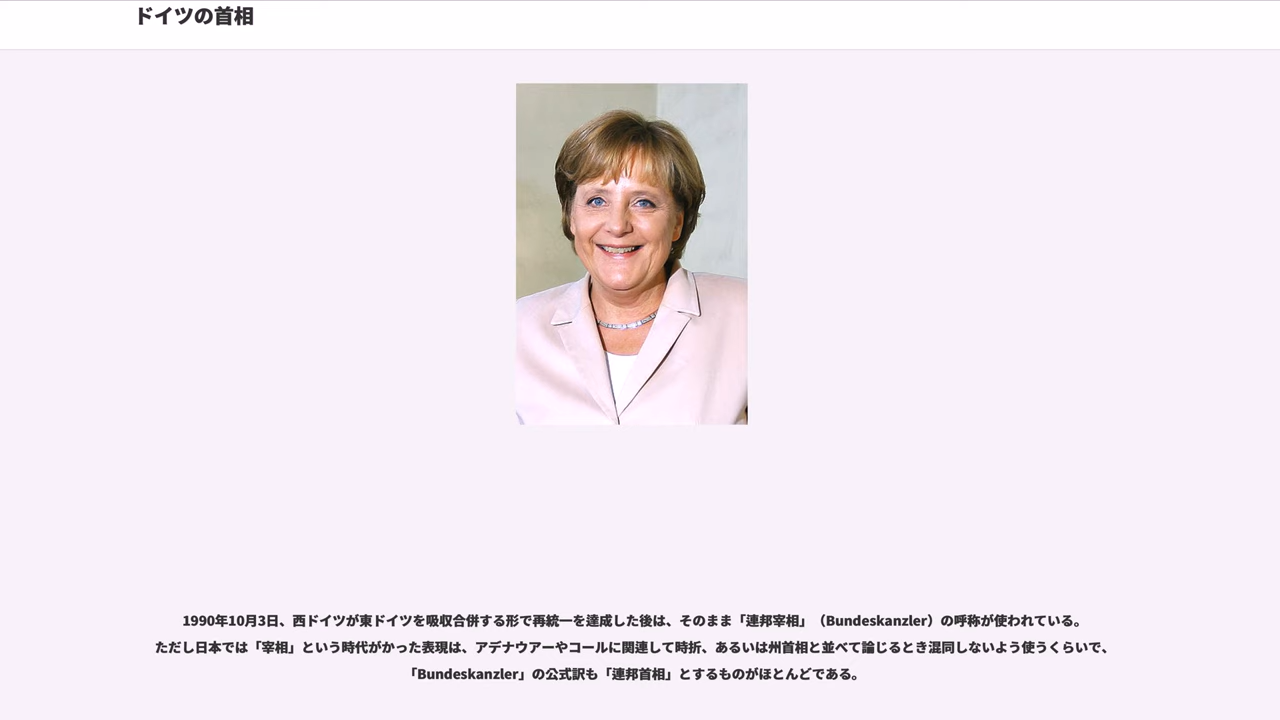 ドイツの首相
1990年10月3日、西ドイツが東ドイツを吸収合併する形で再統一を達成した後は、そのまま「連邦宰相」（Bundeskanzler）の呼称が使われている。
ただし日本では「宰相」という時代がかった表現は、アデナウアーやコールに関連して時折、あるいは州首相と並べて論じるとき混同しないよう使うくらいで、
「Bundeskanzler」の公式訳も「連邦首相」とするものがほとんどである。